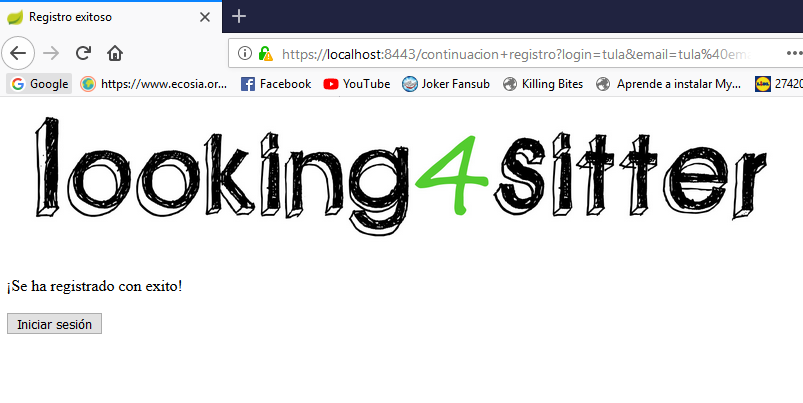 Registro exitoso
https://localhost:8443/continuacion+registro?login=tula&email=tula%40em
Google https://www.ecosia.or... Facebook YouTube Joker Fansub Killing Bites Aprende a instalar My... 27420
looking4sitter
¡Se ha registrado con exito!
Iniciar sesión